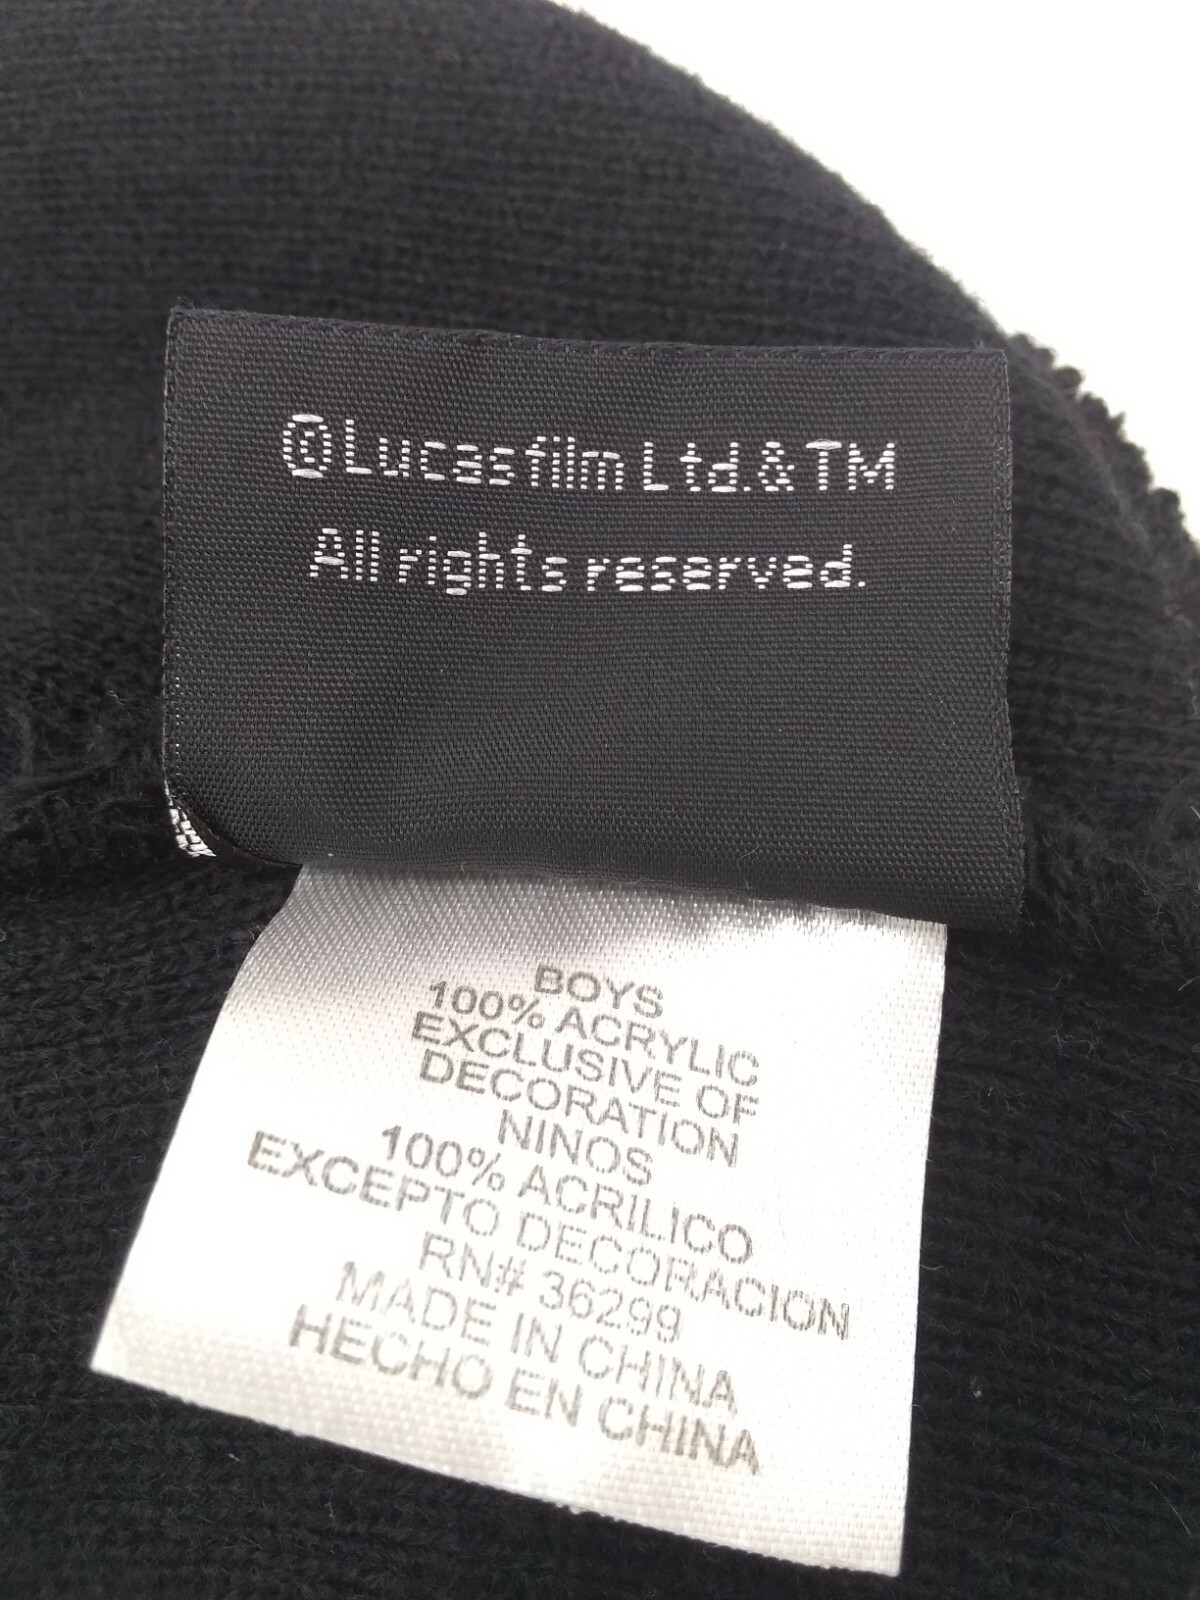 ©Lucasfilm Ltd.&TM
All rights reserved.
BOYS
100% ACRYLIC
EXCLUSIVE OF
DECORATION
NINOS
100% ACRILICO
EXCEPTO DECORACION
RN# 36299
MADE IN CHINA
HECHO EN CHINA